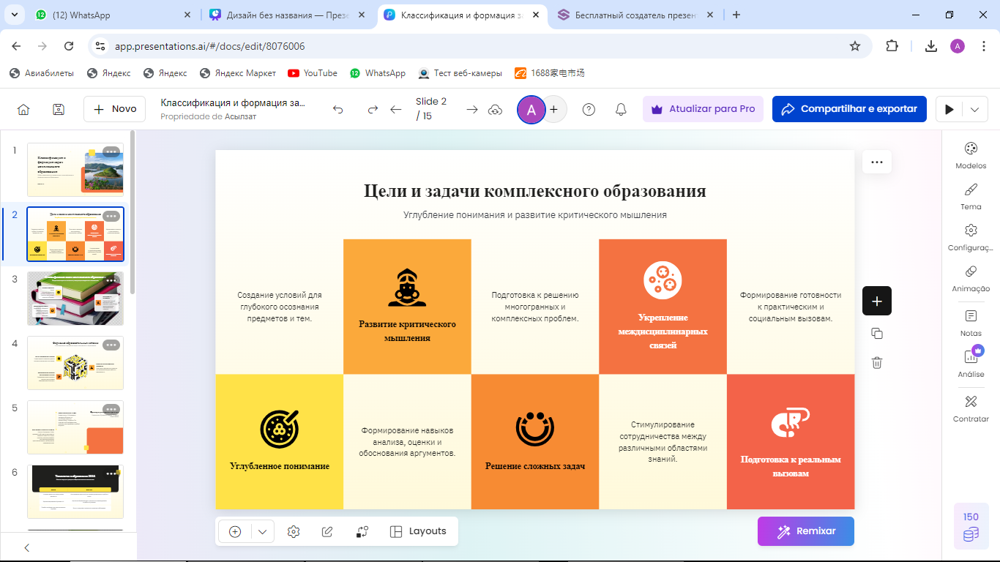 (12) WhatsApp
Дизайн без названия — Презе
Классификация и формация за
Бесплатный создатель презен
app.presentations.ai/#/docs/edit/8076006
A
Авиабилеты
Яндекс
Яндекс
Яндекс Маркет
YouTube
WhatsApp
Тест веб-камеры
1688家电市场
Novo
Классификация и формация за...
Propriedade de Асылзат
Slide 2
/ 15
A
Atualizar para Pro
Compartilhar e exportar
1
2
3
4
5
6
Цели и задачи комплексного образования
Углубление понимания и развитие критического мышления
Создание условий для
глубокого осознания
предметов и тем.
Развитие критического
мышления
Подготовка к решению
многогранных и
комплексных проблем.
Укрепление
междисциплинарных
связей
Формирование готовности
к практическим и
социальным вызовам.
Углубленное понимание
Формирование навыков
анализа, оценки и
обоснования аргументов.
Решение сложных задач
Стимулирование
сотрудничества между
различными областями
знаний.
Подготовка к реальным
вызовам
Layouts
Remixar
Modelos
Tema
Configuraç...
Animação
Notas
Análise
Contratar
150